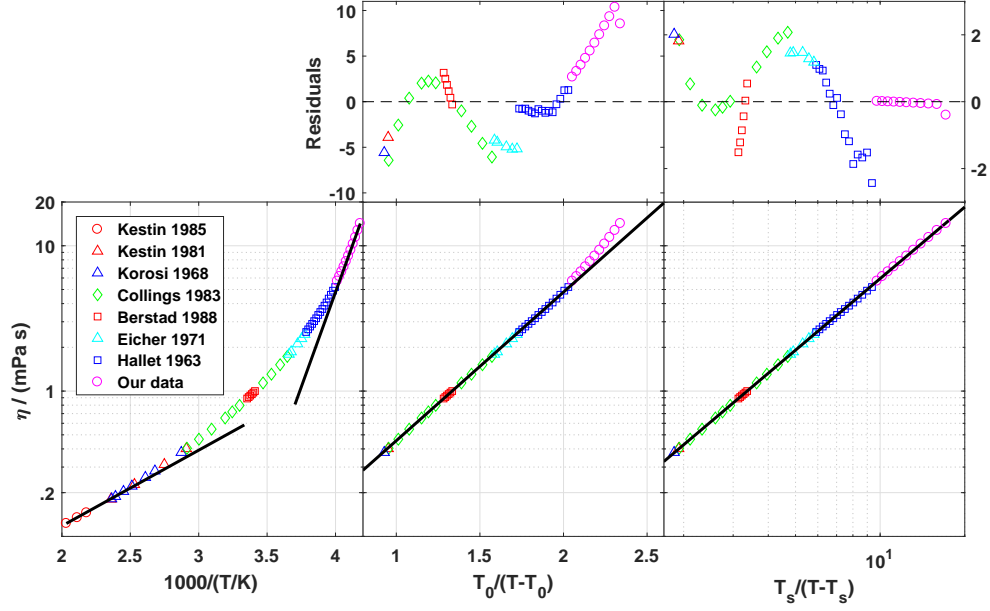 10
5
0
-5
-10
Residuals
2
0
-2
20
10
1
.2
η / (mPa s)
Kestin 1985
Kestin 1981
Korosi 1968
Collings 1983
Berstad 1988
Eicher 1971
Hallet 1963
Our data
2 2.5 3 3.5 4
1 1.5 2 2.5
10¹
1000/(T/K)
T₀/(T-T₀)
Tₛ/(T-Tₛ)